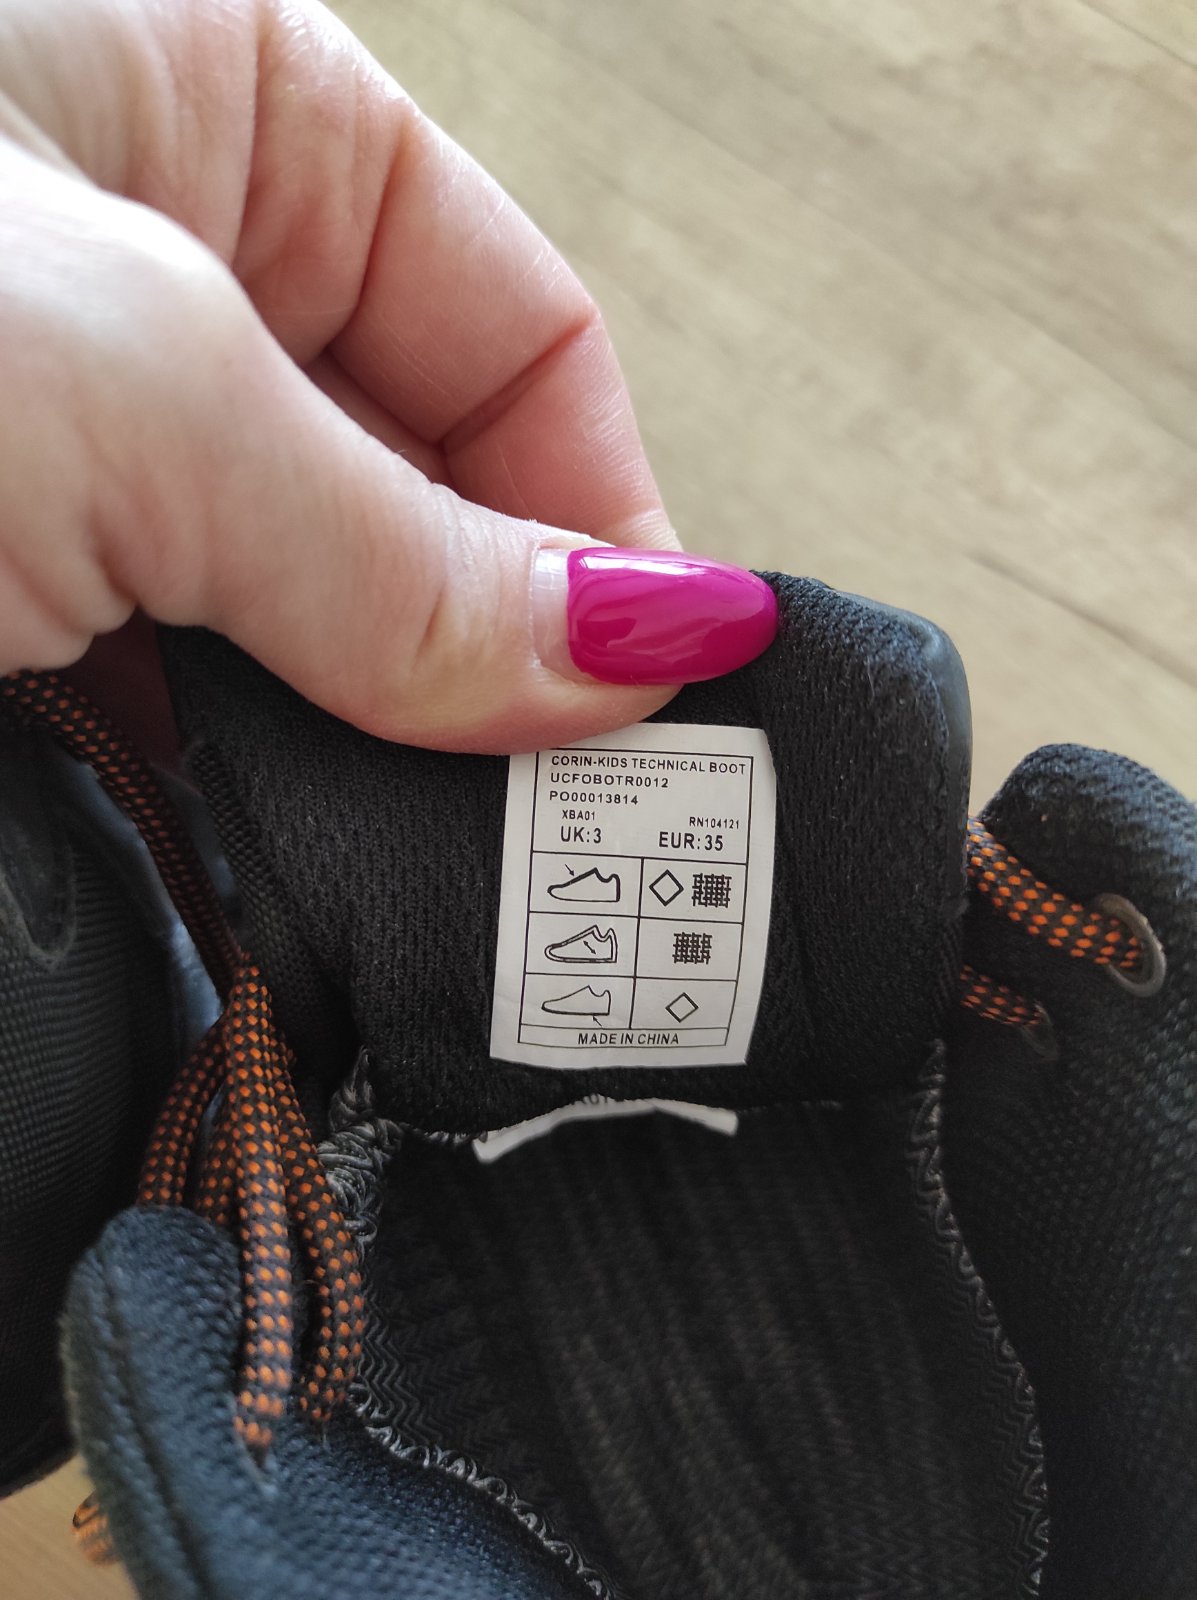 CORIN-KIDS TECHNICAL BOOT
UCFOBOTR0012
PO00013814
XBA01 RN104121
UK:3 EUR:35
MADE IN CHINA